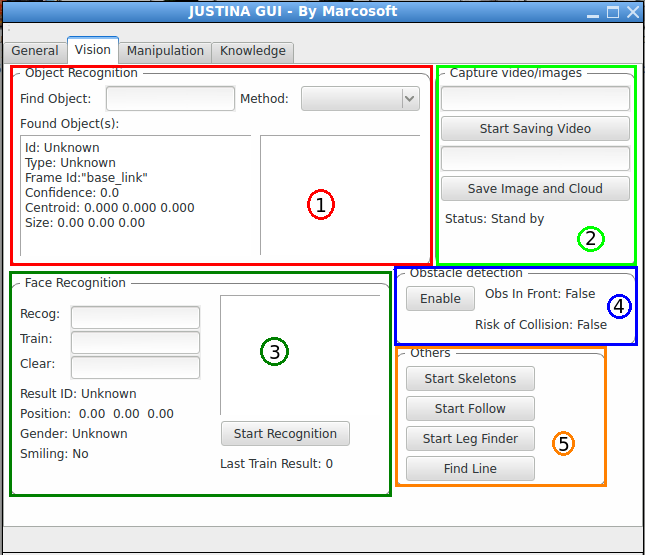 JUSTINA GUI - By Marcosoft
General Vision Manipulation Knowledge
Object Recognition
Find Object: Method:
Found Object(s):
Id: Unknown
Type: Unknown
Frame Id:"base_link"
Confidence: 0.0
Centroid: 0.000 0.000 0.000
Size: 0.00 0.00 0.00
1
Capture video/images
Start Saving Video
Save Image and Cloud
Status: Stand by
2
Face Recognition
Recog:
Train:
Clear:
3
Result ID: Unknown
Position: 0.00 0.00 0.00
Gender: Unknown
Smiling: No
Start Recognition
Last Train Result: 0
Obstacle detection
Enable Obs In Front: False
4
Risk of Collision: False
Others
Start Skeletons
Start Follow
Start Leg Finder
Find Line
5